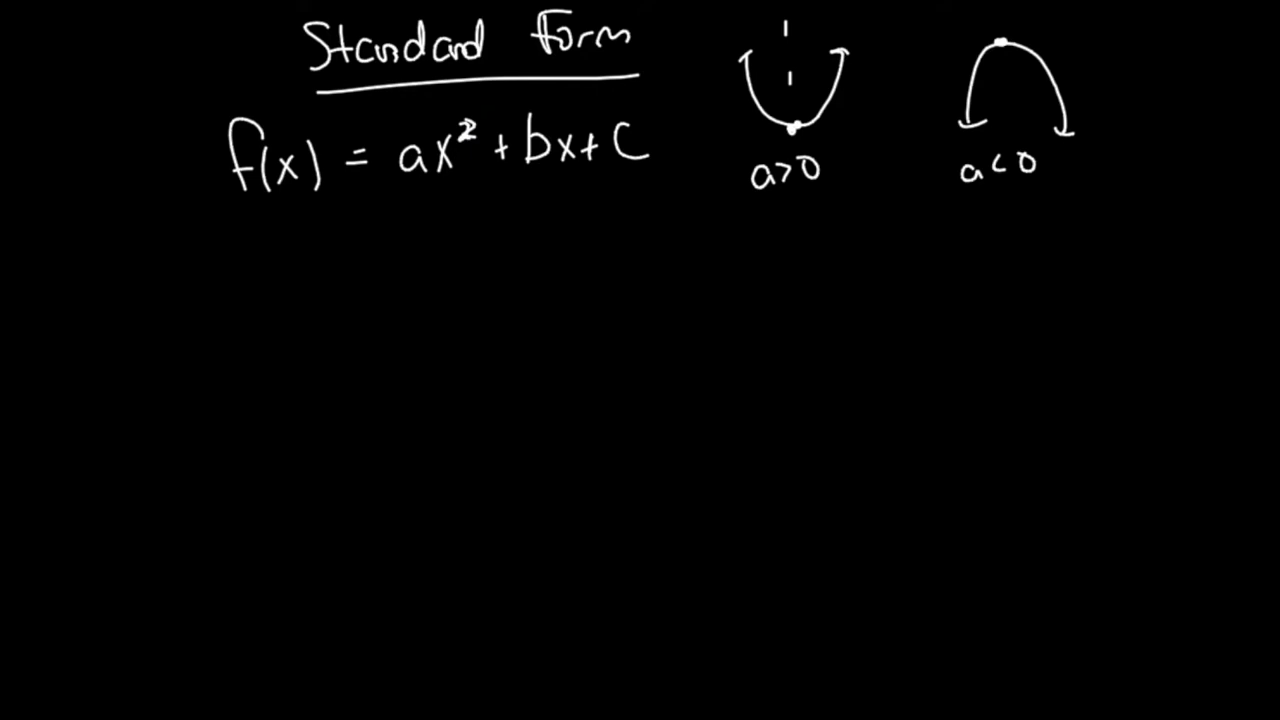 Standard Form
f(x) = ax² + bx + c
a > 0
a < 0